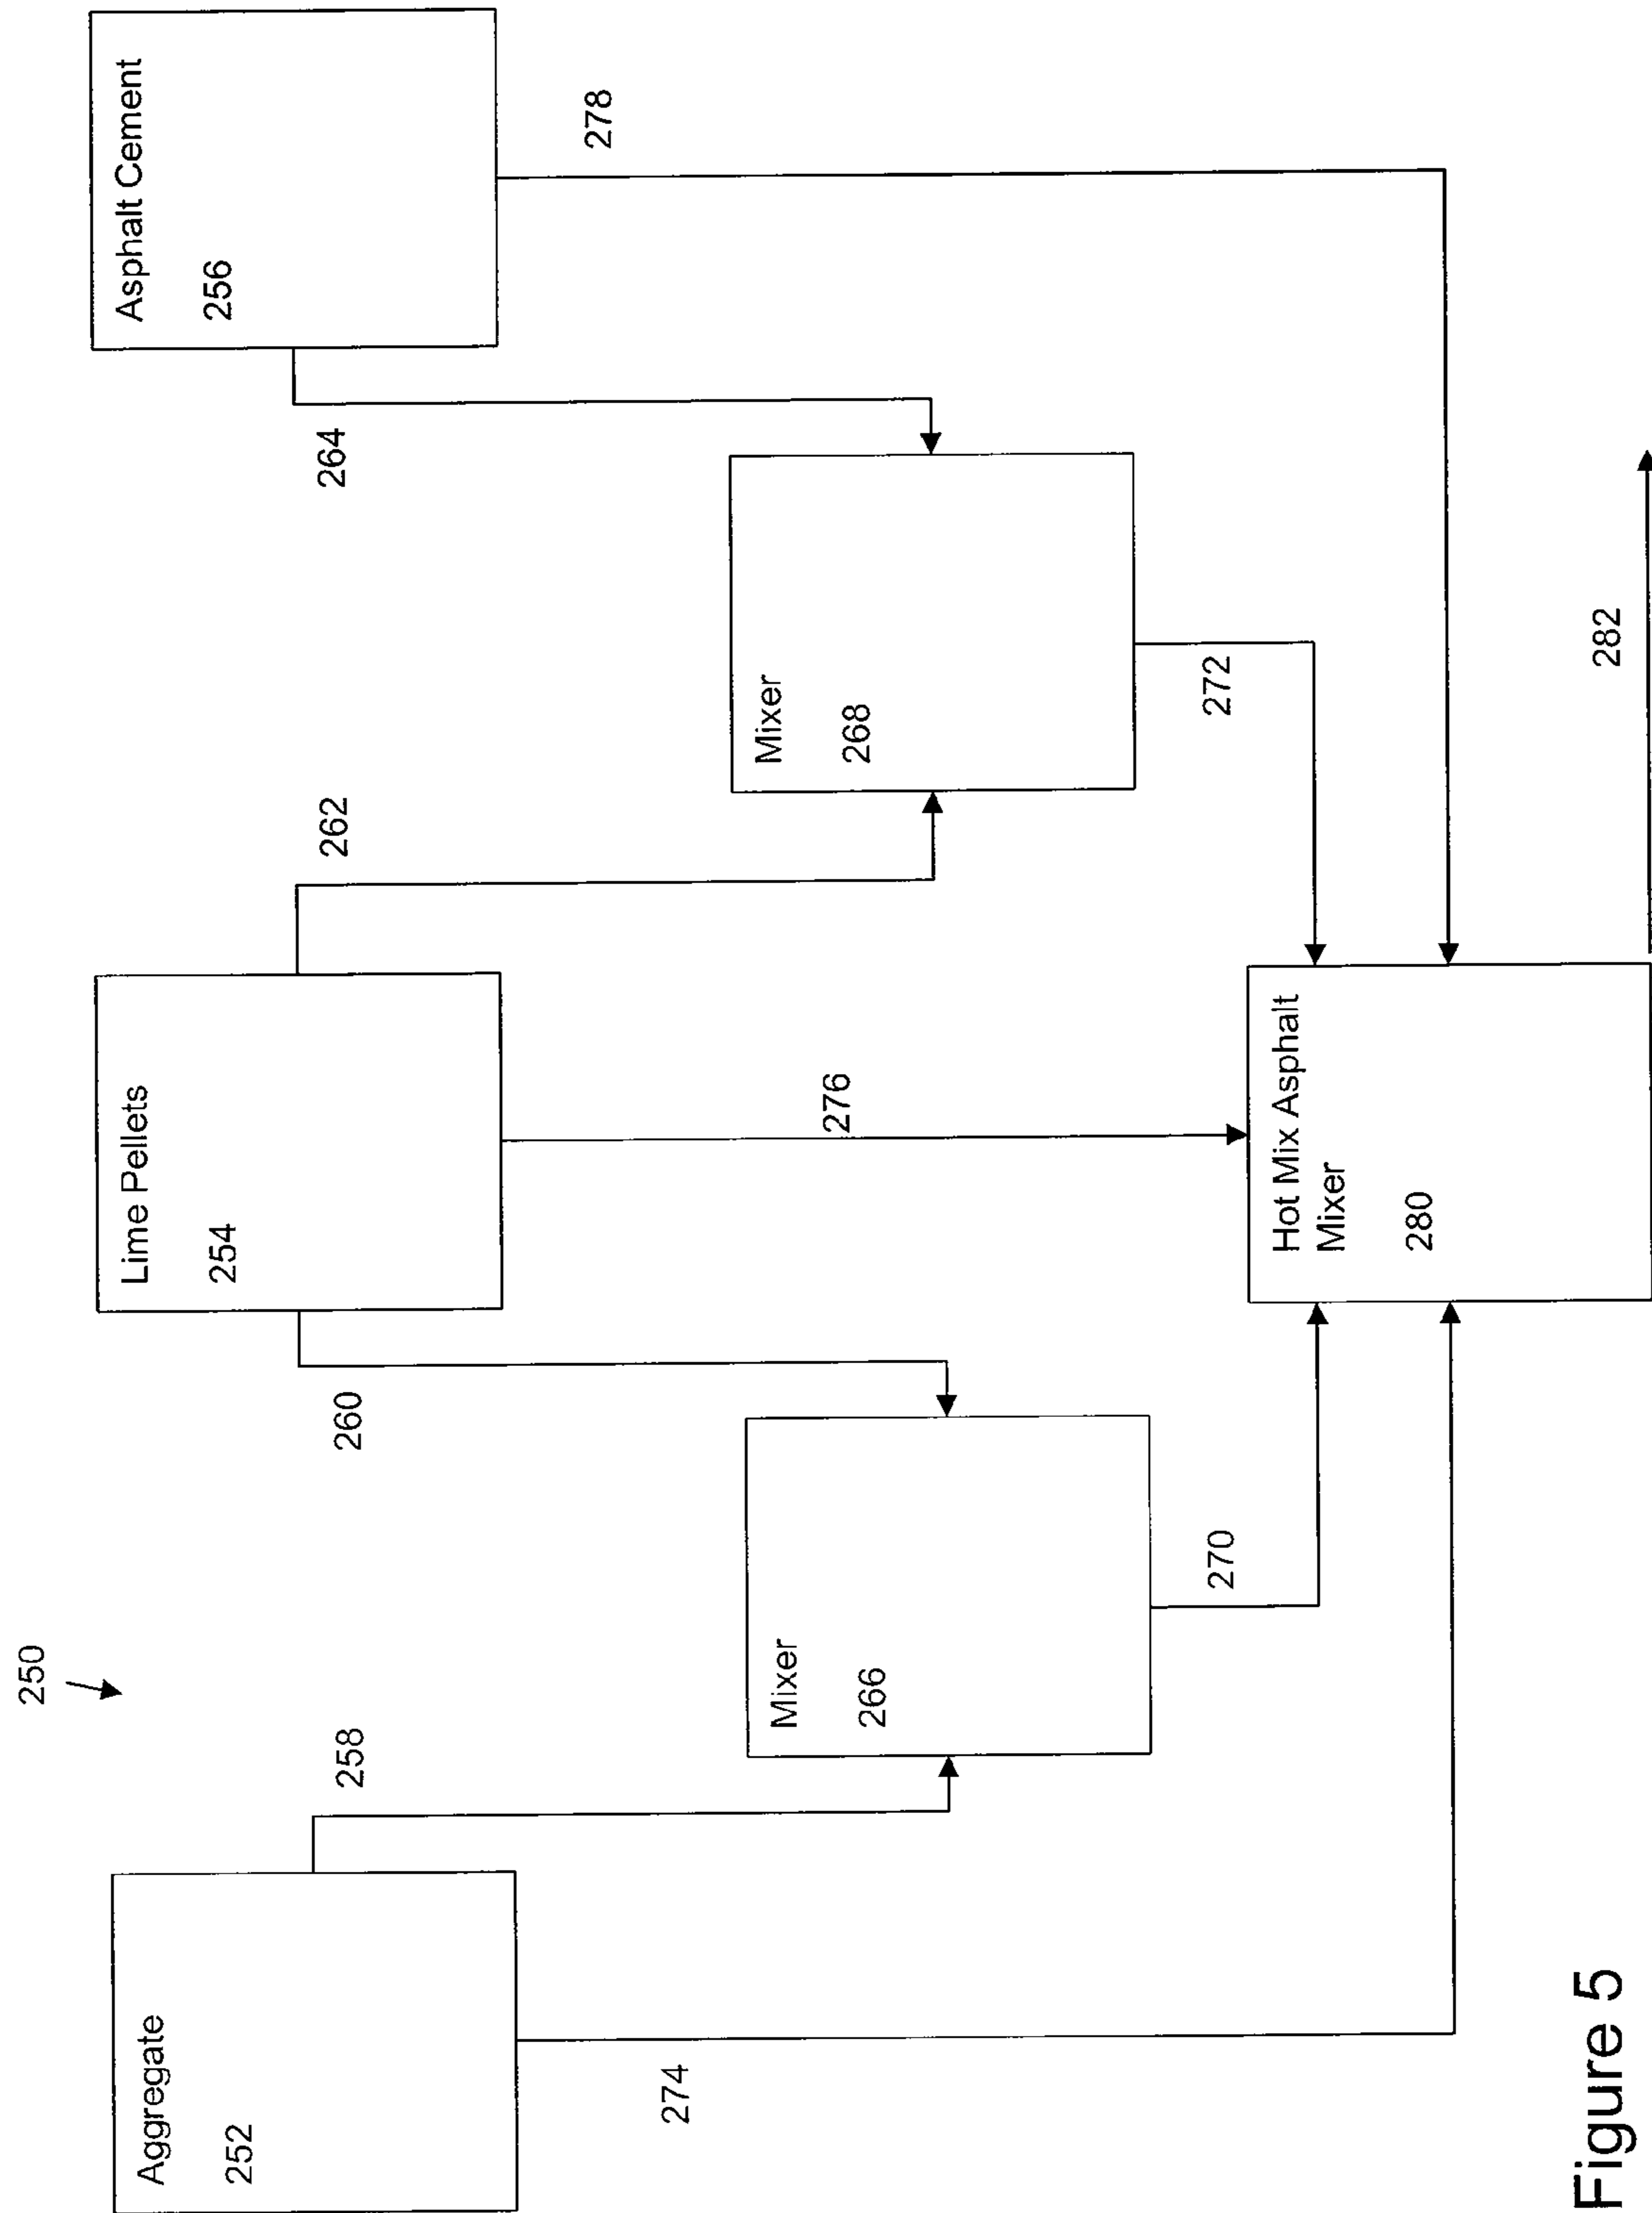 250
Aggregate
252
Lime Pellets
254
Asphalt Cement
256
258
260
262
264
274
Mixer
266
276
Mixer
268
278
270
272
Hot Mix Asphalt
Mixer
280
282
Figure 5